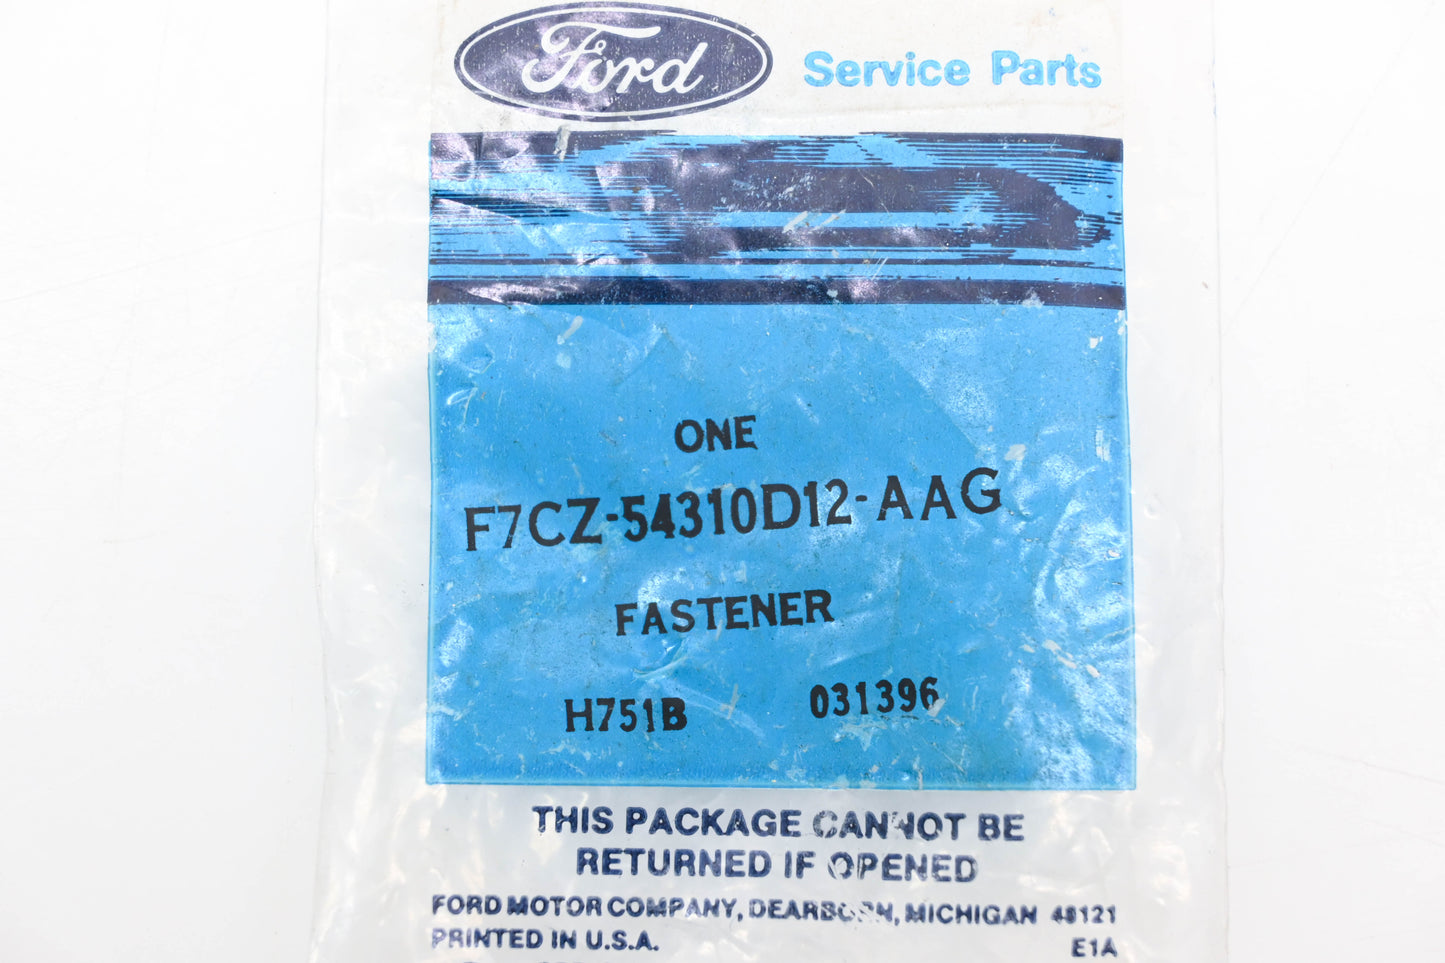 Ford Service Parts
ONE
F7CZ-54310D12-AAG
FASTENER
H751B 031396
THIS PACKAGE CANNOT BE
RETURNED IF OPENED
FORD MOTOR COMPANY, DEARBORN, MICHIGAN 48121
PRINTED IN U.S.A. E1A